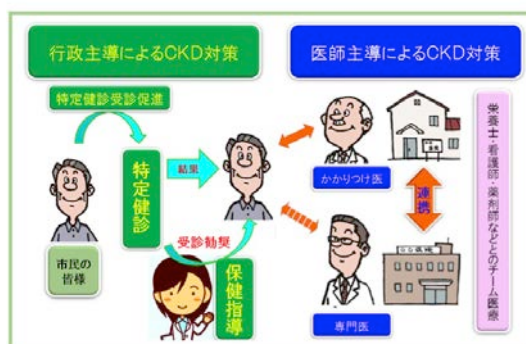 行政主導によるCKD対策
医師主導によるCKD対策
特定健診受診促進
特定健診
結果
受診勧奨
保健指導
市民の
皆様
かかりつけ医
専門医
連携
栄養士・看護師・薬剤師などとのチーム医療